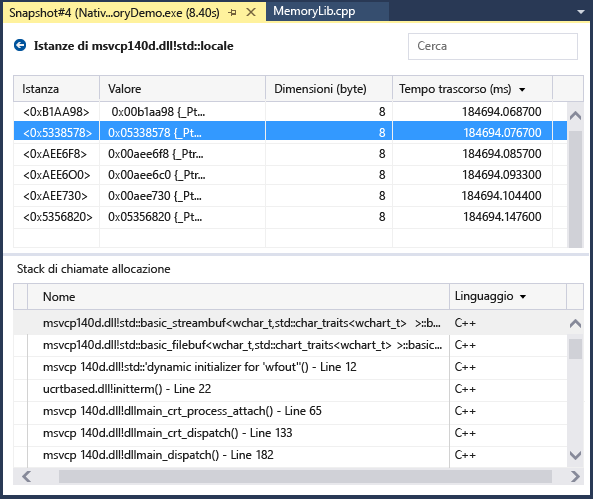 Snapshot#4 (Nativ...oryDemo.exe (8.40s) MemoryLib.cpp
Istanze di msvcp140d.dll!std::locale Cerca
Istanza Valore Dimensioni (byte) Tempo trascorso (ms)
<0xB1AA98> 0x00b1aa98 {_Pt... 8 184694.068700
<0x5338578> 0x05338578 {_Pt... 8 184694.076700
<0xAEE6F8> 0x00aee6f8 {_Ptr... 8 184694.085700
<0xAEE6O0> 0x00aee6c0 {_Ptr... 8 184694.093300
<0xAEE730> 0x00aee730 {_Pt... 8 184694.104400
<0x5356820> 0x05356820 {_Pt... 8 184694.147600
Stack di chiamate allocazione
Nome Linguaggio
msvcp140d.dll!std::basic_streambuf<wchar_t,std::char_traits<wchart_t> >::b... C++
msvcp140d.dll!std::basic_filebuf<wchar_t,std::chart_traits<wchart_t> >::basic... C++
msvcp 140d.dll!std::'dynamic initializer for 'wfout''() - Line 12 C++
ucrtbased.dll!initterm() - Line 22 C++
msvcp 140d.dll!dllmain_crt_process_attach() - Line 65 C++
msvcp 140d.dll!dllmain_crt_dispatch() - Line 133 C++
msvcp 140d.dll!dllmain_dispatch() - Line 182 C++